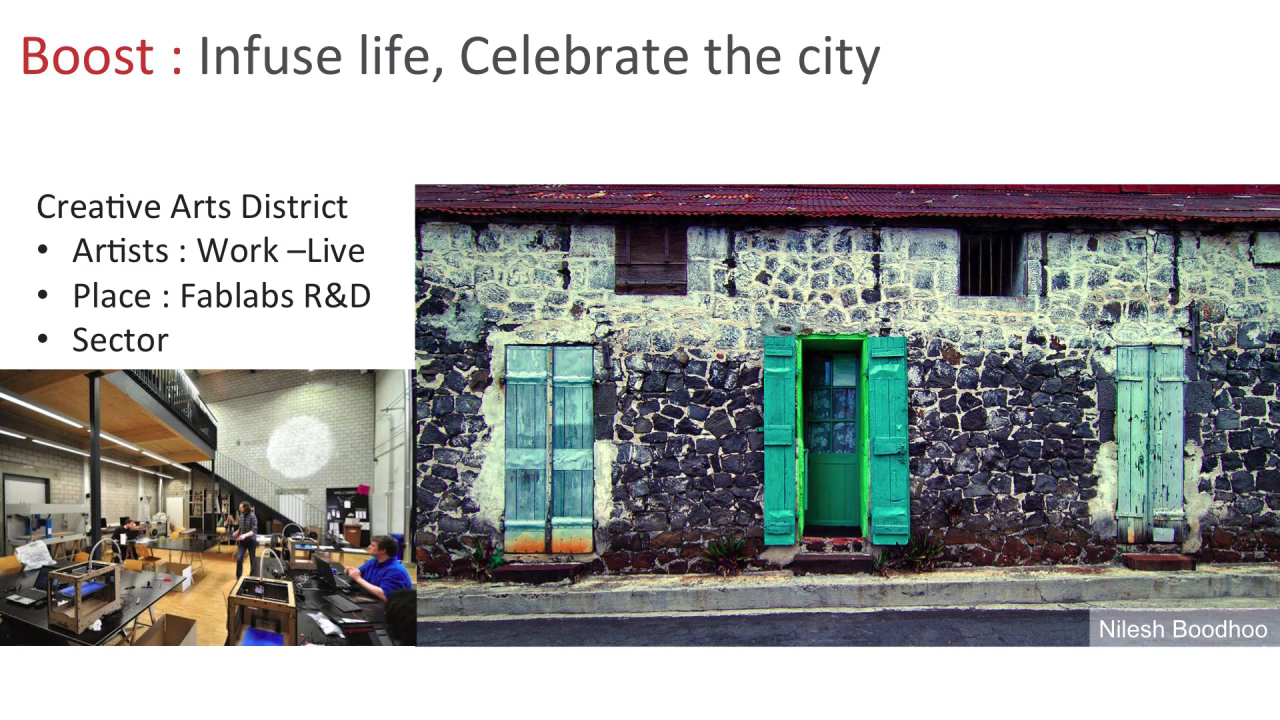 Boost : Infuse life, Celebrate the city
Creative Arts District
• Artists : Work –Live
• Place : Fablabs R&D
• Sector
Nilesh Boodhoo